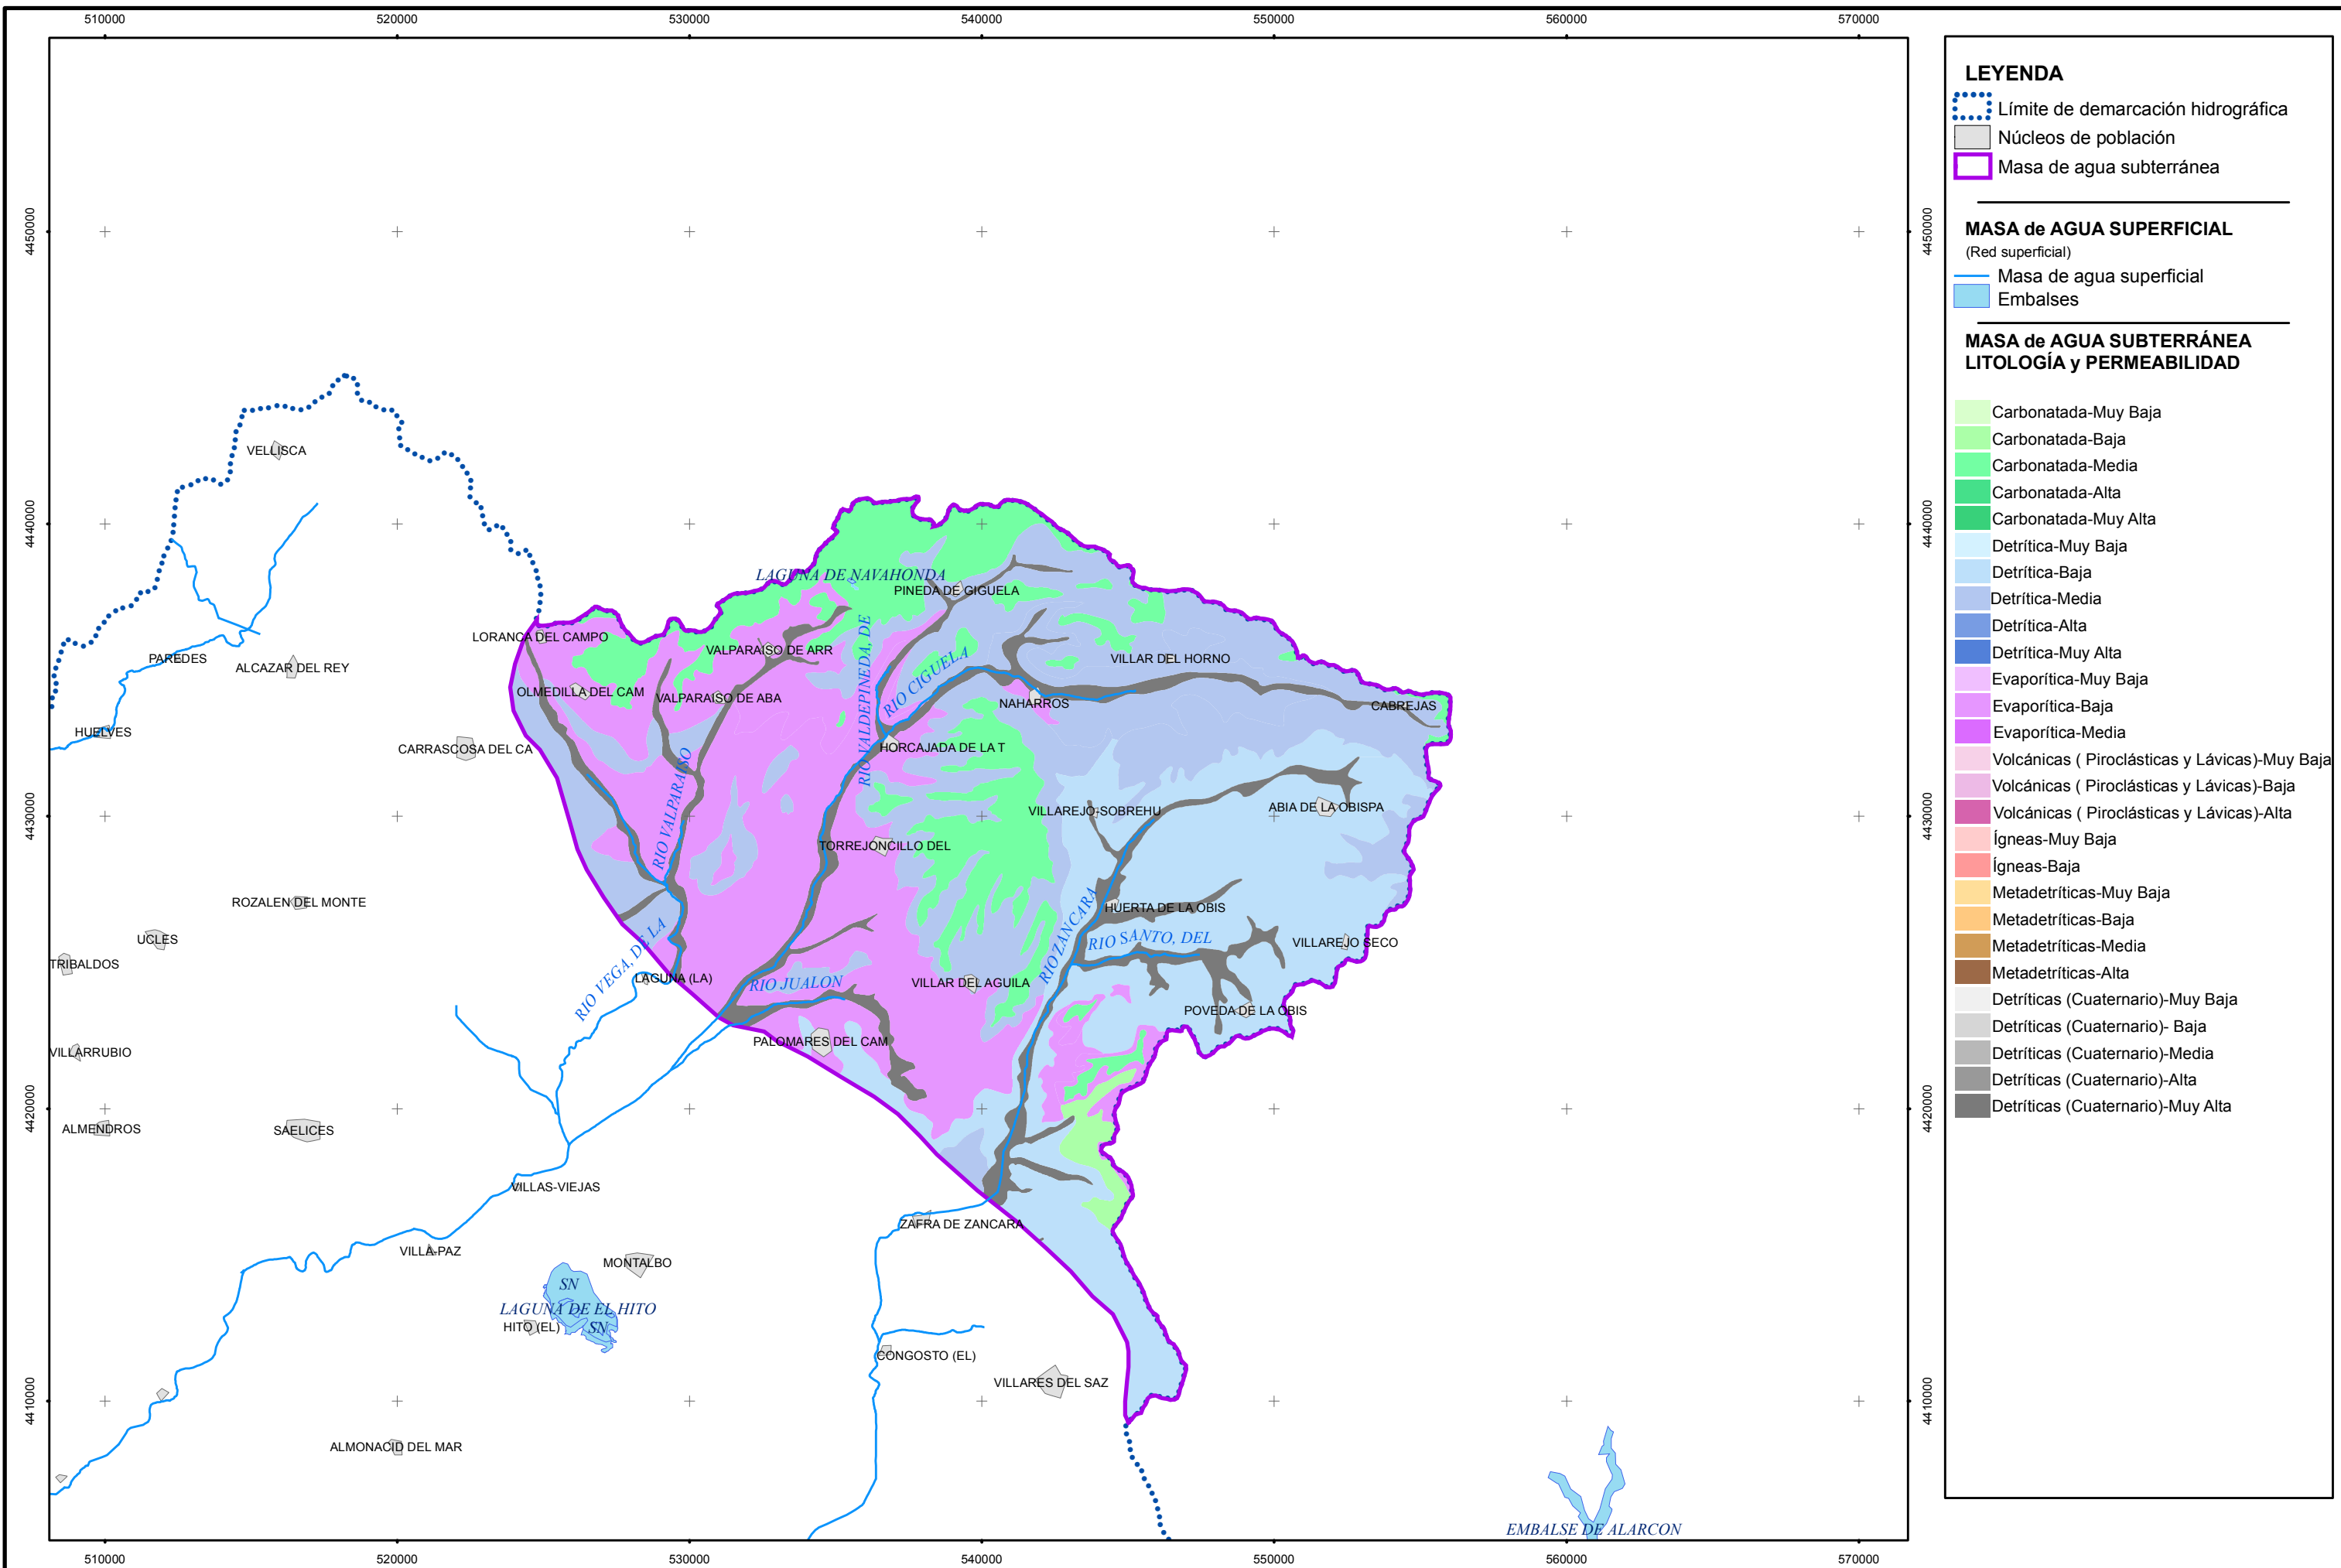 510000 520000 530000 540000 550000 560000 570000
LEYENDA
Límite de demarcación hidrográfica
Núcleos de población
Masa de agua subterránea
MASA de AGUA SUPERFICIAL
(Red superficial)
Masa de agua superficial
Embalses
MASA de AGUA SUBTERRÁNEA
LITOLOGÍA y PERMEABILIDAD
Carbonatada-Muy Baja
Carbonatada-Baja
Carbonatada-Media
Carbonatada-Alta
Carbonatada-Muy Alta
Detrítica-Muy Baja
Detrítica-Baja
Detrítica-Media
Detrítica-Alta
Detrítica-Muy Alta
Evaporítica-Muy Baja
Evaporítica-Baja
Evaporítica-Media
Volcánicas ( Piroclásticas y Lávicas)-Muy Baja
Volcánicas ( Piroclásticas y Lávicas)-Baja
Volcánicas ( Piroclásticas y Lávicas)-Alta
Ígneas-Muy Baja
Ígneas-Baja
Metadetríticas-Muy Baja
Metadetríticas-Baja
Metadetríticas-Media
Metadetríticas-Alta
Detríticas (Cuaternario)-Muy Baja
Detríticas (Cuaternario)- Baja
Detríticas (Cuaternario)-Media
Detríticas (Cuaternario)-Alta
Detríticas (Cuaternario)-Muy Alta
4450000
4450000
4440000
4440000
4430000
4430000
4420000
4420000
4410000
4410000
VELLISCA
LAGUNA DE NAVAHONDA
PINEDA DE GIGUELA
LORANCA DEL CAMPO
VALPARAISO DE ARR
RIO VALDEPINEDA, DE
PAREDES
ALCAZAR DEL REY
VILLAR DEL HORNO
RIO CIGUELA
OLMEDILLA DEL CAM
VALPARAISO DE ABA
NAHARROS
CABREJAS
HUELVES
CARRASCOSA DEL CA
HORCAJADA DE LA T
RIO VALPARAISO
VILLAREJO-SOBREHU
ABIA DE LA OBISPA
TORREJONCILLO DEL
ROZALEN DEL MONTE
HUERTA DE LA OBIS
UCLES
RIO ZANCARA
RIO SANTO, DEL
VILLAREJO SECO
TRIBALDOS
RIO VEGA, DE LA
LAGUNA (LA)
RIO JUALON
VILLAR DEL AGUILA
POVEDA DE LA OBIS
PALOMARES DEL CAM
VILLARRUBIO
ALMENDROS
SAELICES
VILLAS-VIEJAS
ZAFRA DE ZANCARA
VILLA-PAZ
MONTALBO
SN
LAGUNA DE EL HITO
HITO (EL)
SN
CONGOSTO (EL)
VILLARES DEL SAZ
ALMONACID DEL MAR
EMBALSE DE ALARCON
510000 520000 530000 540000 550000 560000 570000